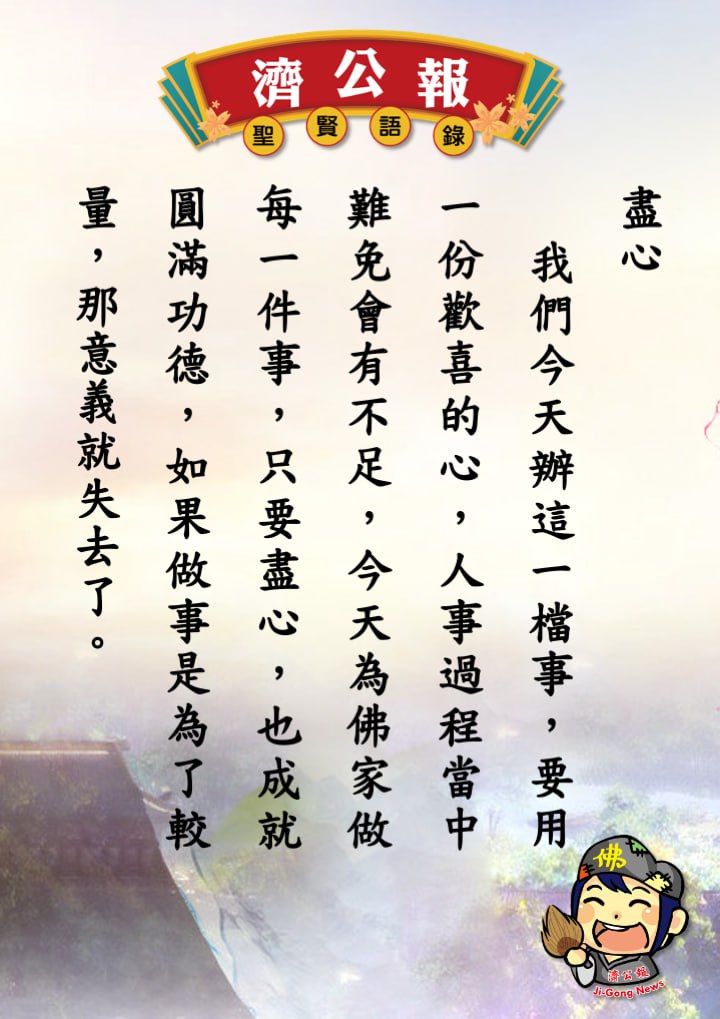 濟公報
聖賢語錄
盡心
我們今天辦這一檔事，要用
一份歡喜的心，人事過程當中
難免會有不足，今天為佛家做
每一件事，只要盡心，也成就
圓滿功德，如果做事是為了較
量，那意義就失去了。
佛
濟公報
Ji-Gong News